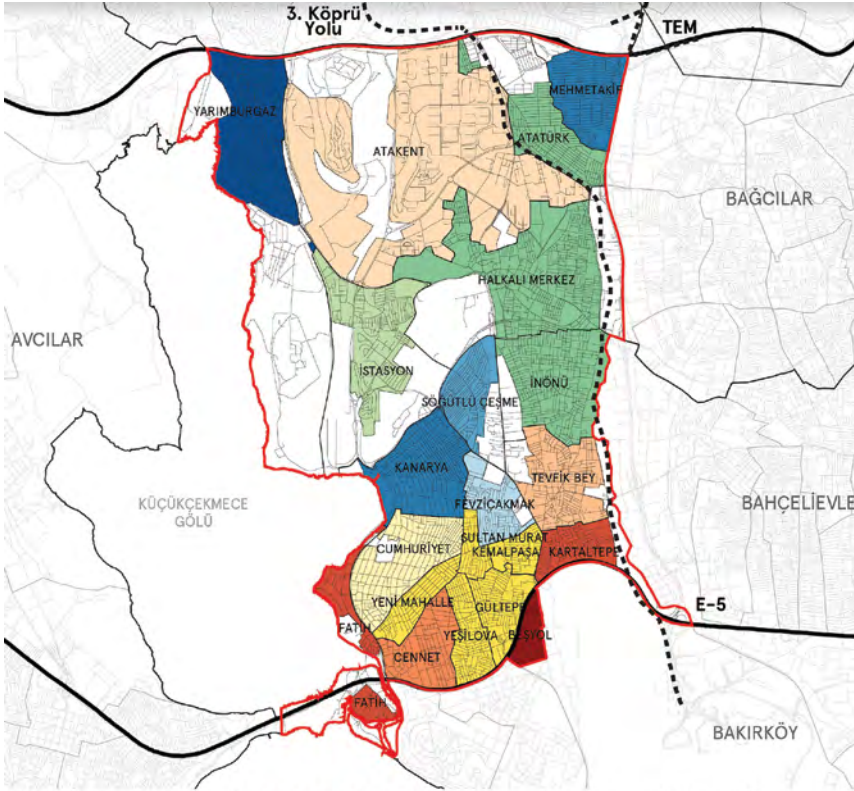 3. Köprü
Yolu
TEM
YARIMBURGAZ
MEHMETAKİF
ATATÜRK
ATAKENT
BAĞCILAR
HALKALI MERKEZ
AVCILAR
İSTASYON
İNÖNÜ
SÖĞÜTLÜ ÇEŞME
KANARYA
TEVFİK BEY
KÜÇÜKÇEKMECE
GÖLÜ
FEVZİÇAKMAK
BAHÇELİEVLE
SULTAN MURAT
CUMHURİYET
KEMALPAŞA
KARTALTEPE
YENİ MAHALLE
GÜLTEPE
E-5
FATİH
YEŞİLOVA
BEŞYOL
CENNET
FATİH
BAKIRKÖY